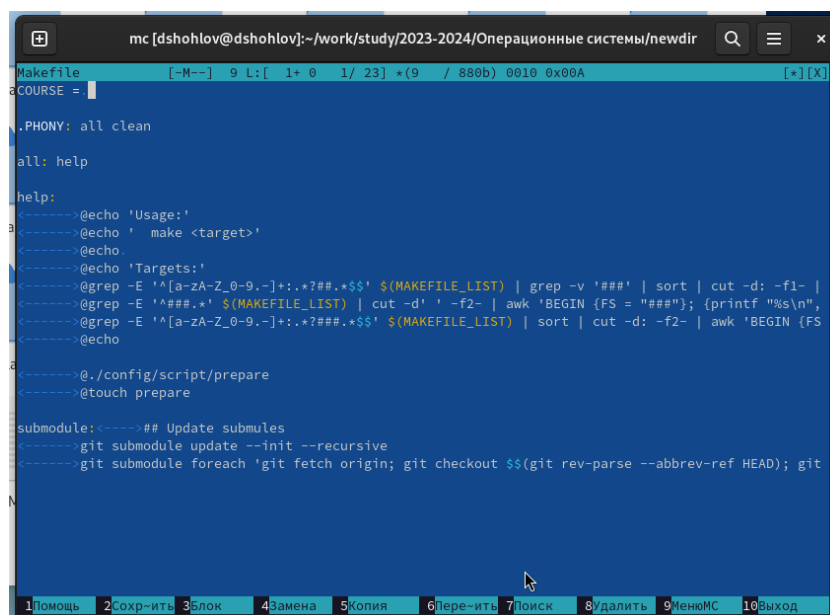 mc [dshohlov@dshohlov]:~/work/study/2023-2024/Операционные системы/newdir
Makefile [-M--] 9 L:[ 1+ 0 1/ 23] *(9 / 880b) 0010 0x00A [*][X]
COURSE =.
.PHONY: all clean
all: help
help:
<------>@echo 'Usage:'
<------>@echo '  make <target>'
<------>@echo.
<------>@echo 'Targets:'
<------>@grep -E '^[a-zA-Z_0-9.-]+:.*?##.*$$' $(MAKEFILE_LIST) | grep -v '###' | sort | cut -d: -f1- |
<------>@grep -E '^###.*' $(MAKEFILE_LIST) | cut -d' ' -f2- | awk 'BEGIN {FS = "###"}; {printf "%s\n",
<------>@grep -E '^[a-zA-Z_0-9.-]+:.*?###.*$$' $(MAKEFILE_LIST) | sort | cut -d: -f2- | awk 'BEGIN {FS
<------>@echo
<------>@./config/script/prepare
<------>@touch prepare
submodule:<---->## Update submules
<------>git submodule update --init --recursive
<------>git submodule foreach 'git fetch origin; git checkout $$(git rev-parse --abbrev-ref HEAD); git
1Помощь 2Сохр~ить 3Блок 4Замена 5Копия 6Пере~ить 7Поиск 8Удалить 9МенюMC 10Выход